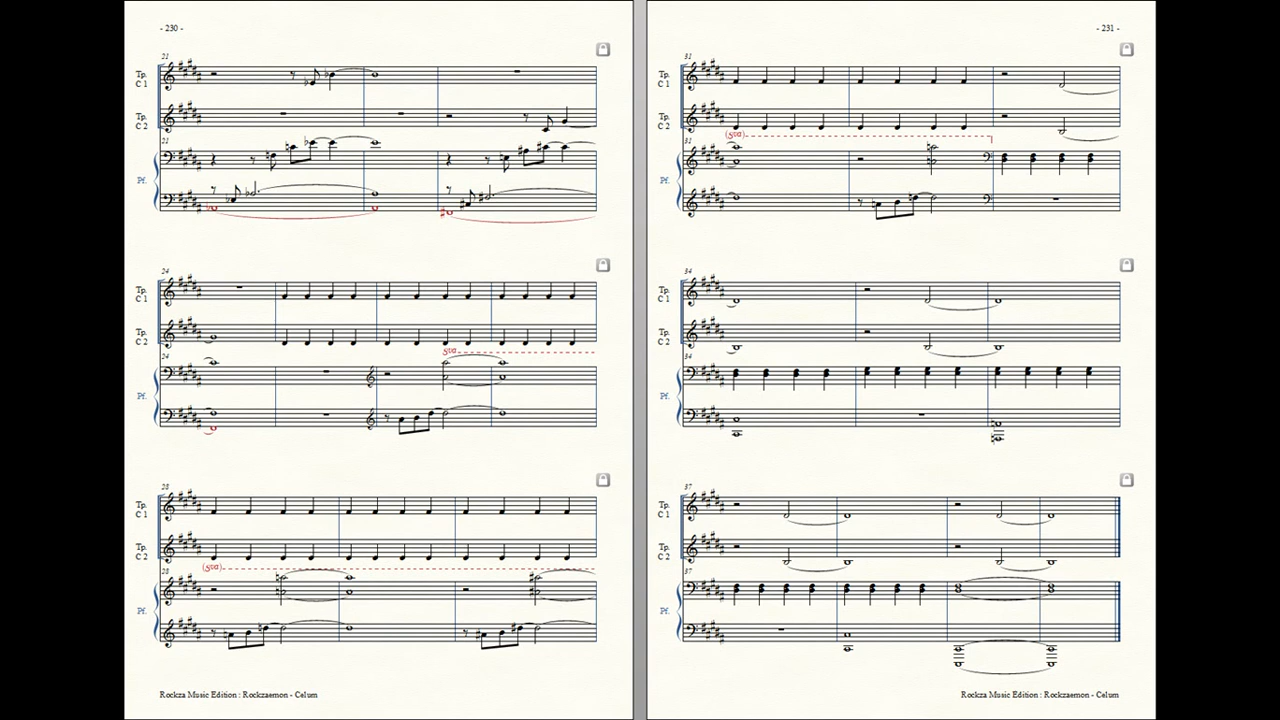 - 230 -
21
Tp.
C 1
Tp.
C 2
21
Pf.
24
Tp.
C 1
Tp.
C 2
24
8va
Pf.
28
Tp.
C 1
Tp.
C 2
(8va)
28
Pf.
Rockza Music Edition : Rockzaemon - Celum
- 231 -
31
Tp.
C 1
Tp.
C 2
(8va)
31
Pf.
34
Tp.
C 1
Tp.
C 2
34
Pf.
37
Tp.
C 1
Tp.
C 2
37
Pf.
Rockza Music Edition : Rockzaemon - Celum